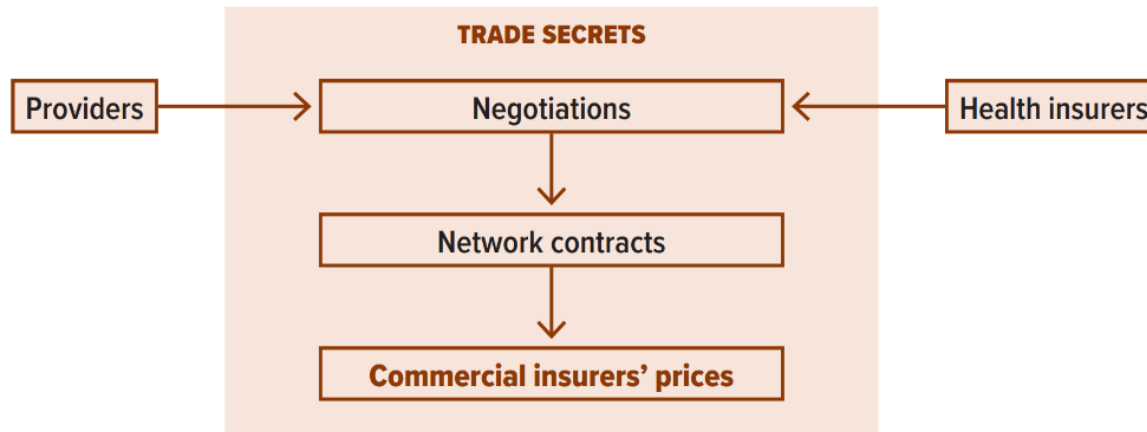 TRADE SECRETS
Providers
Negotiations
Health insurers
Network contracts
Commercial insurers’ prices